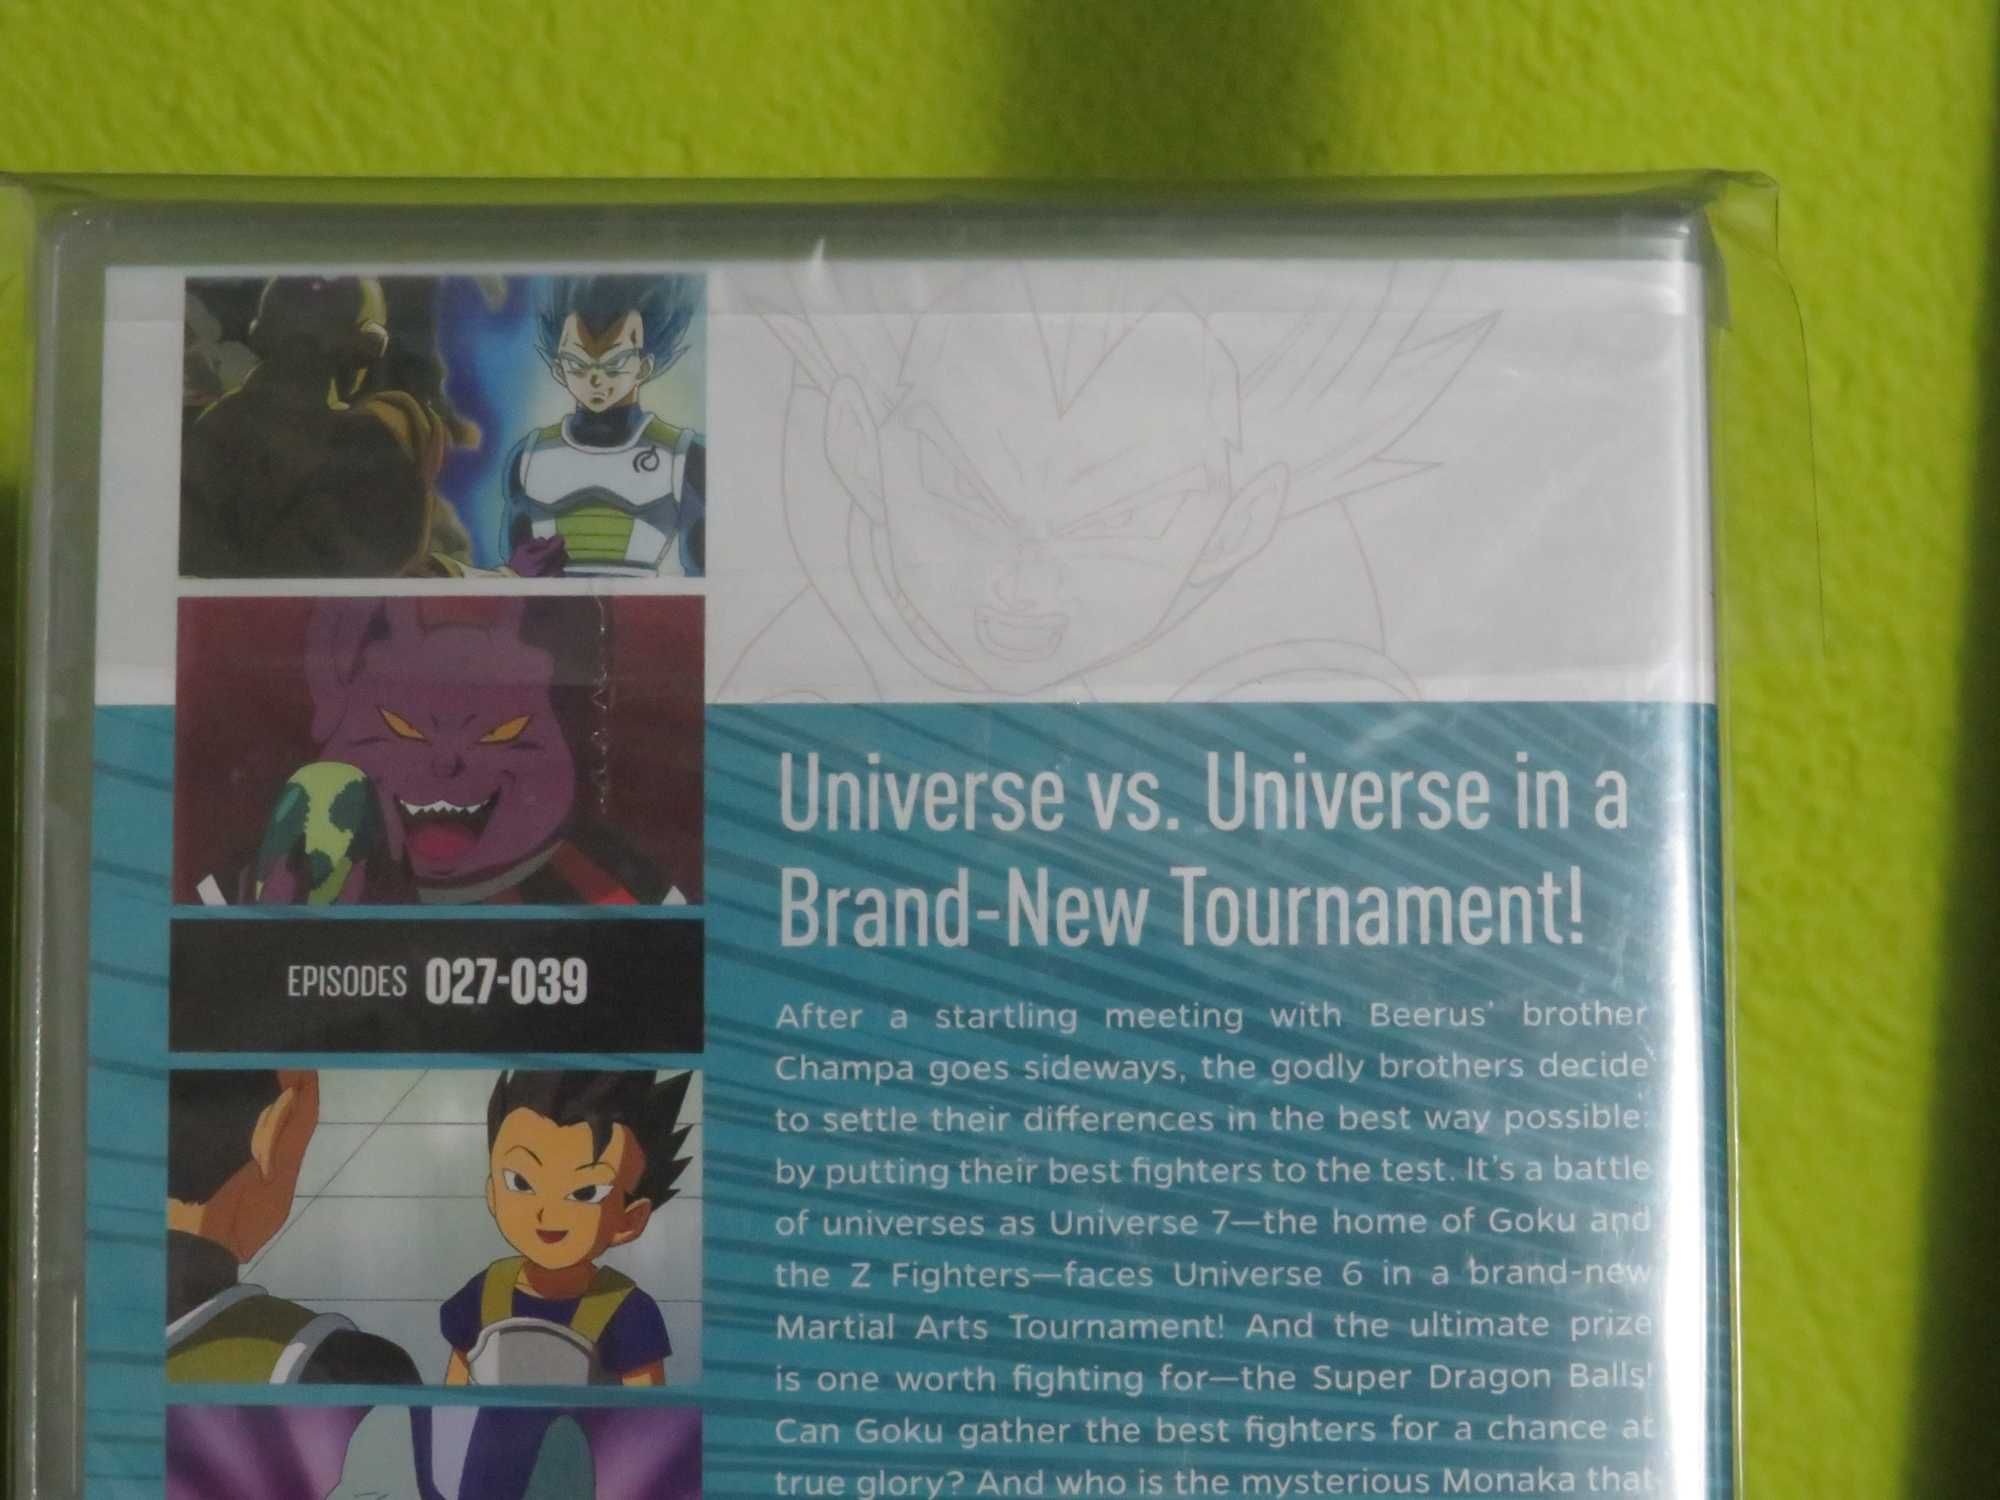 Universe vs. Universe in a
Brand-New Tournament!
EPISODES 027-039
After a startling meeting with Beerus’ brother
Champa goes sideways, the godly brothers decide
to settle their differences in the best way possible:
by putting their best fighters to the test. It’s a battle
of universes as Universe 7—the home of Goku and
the Z Fighters—faces Universe 6 in a brand-new
Martial Arts Tournament! And the ultimate prize
is one worth fighting for—the Super Dragon Balls!
Can Goku gather the best fighters for a chance at
true glory? And who is the mysterious Monaka that